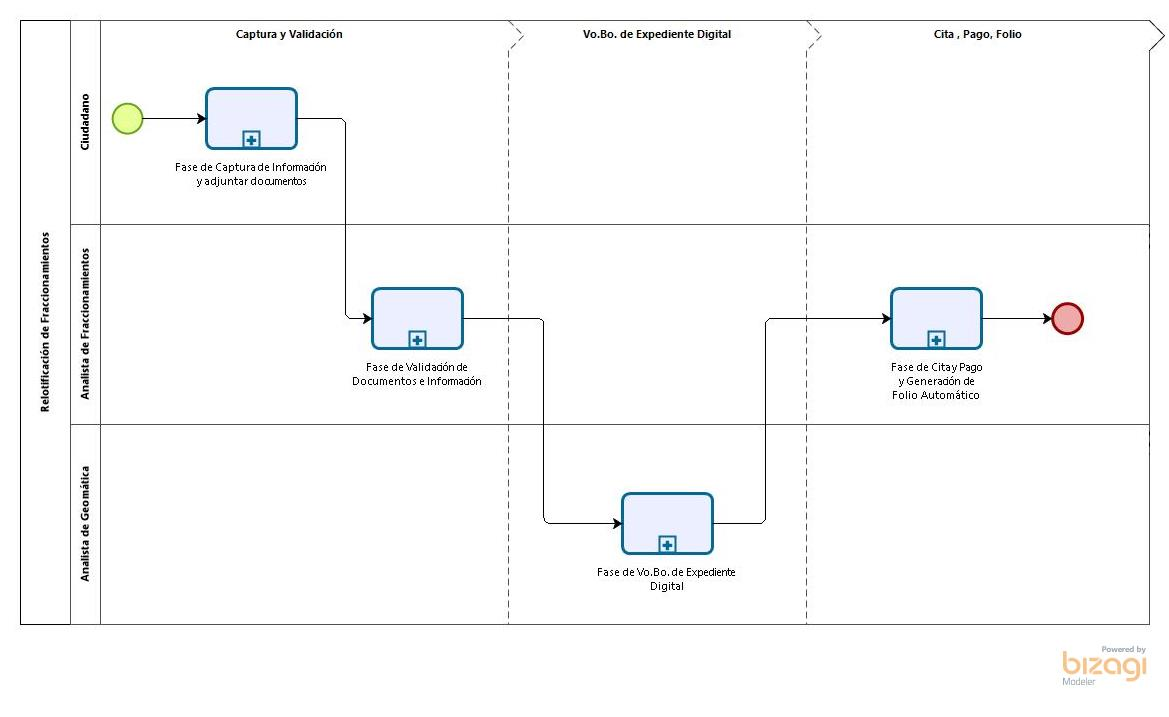 Captura y Validación
Vo.Bo. de Expediente Digital
Cita , Pago, Folio
Relotificación de Fraccionamientos
Ciudadano
Fase de Captura de Información
y adjuntar documentos
Analista de Fraccionamientos
Fase de Validación de
Documentos e Información
Fase de Cita y Pago
y Generación de
Folio Automático
Analista de Geomática
Fase de Vo.Bo. de Expediente
Digital
Powered by
bizagi
Modeler